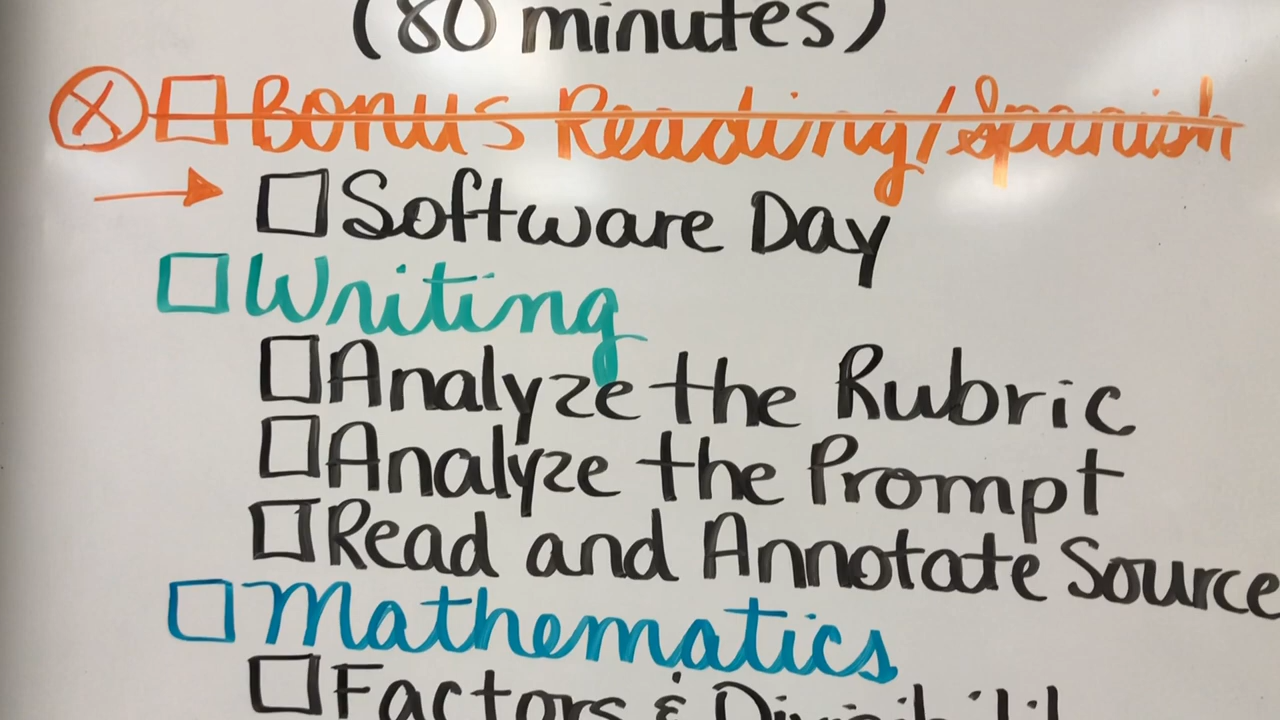 (80 minutes)
Bonus Reading/Spanish
Software Day
Writing
Analyze the Rubric
Analyze the Prompt
Read and Annotate Source
Mathematics
Factors &